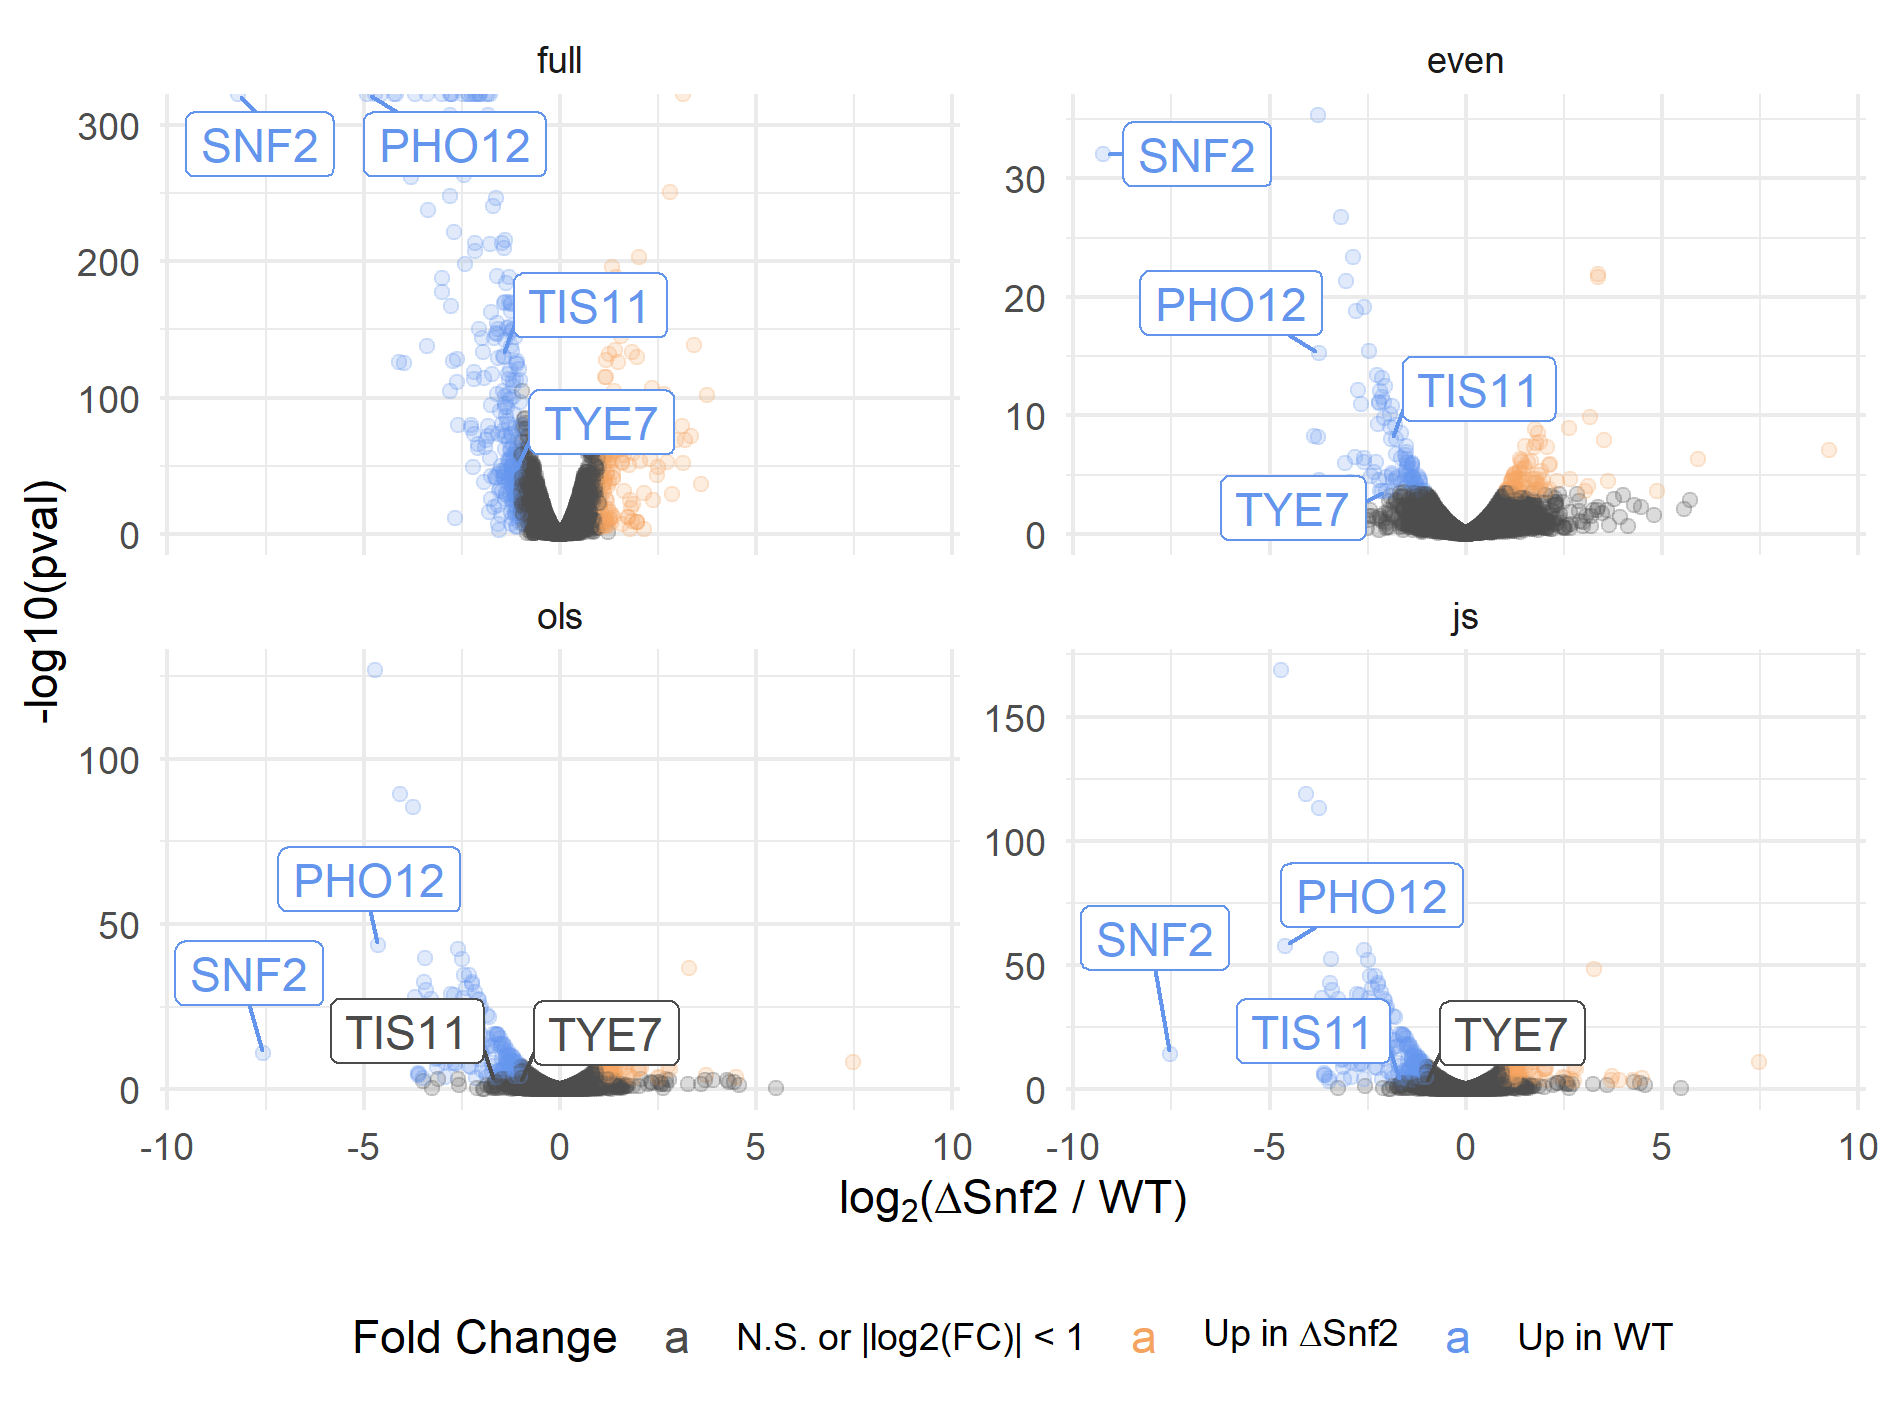 full
even
300
200
100
0
SNF2
PHO12
TIS11
TYE7
30
20
10
0
SNF2
PHO12
TIS11
TYE7
-log10(pval)
ols
js
100
50
0
PHO12
SNF2
TIS11
TYE7
150
100
50
0
PHO12
SNF2
TIS11
TYE7
-10 -5 0 5 10
-10 -5 0 5 10
log2(ΔSnf2 / WT)
Fold Change a N.S. or |log2(FC)| < 1 a Up in ΔSnf2 a Up in WT